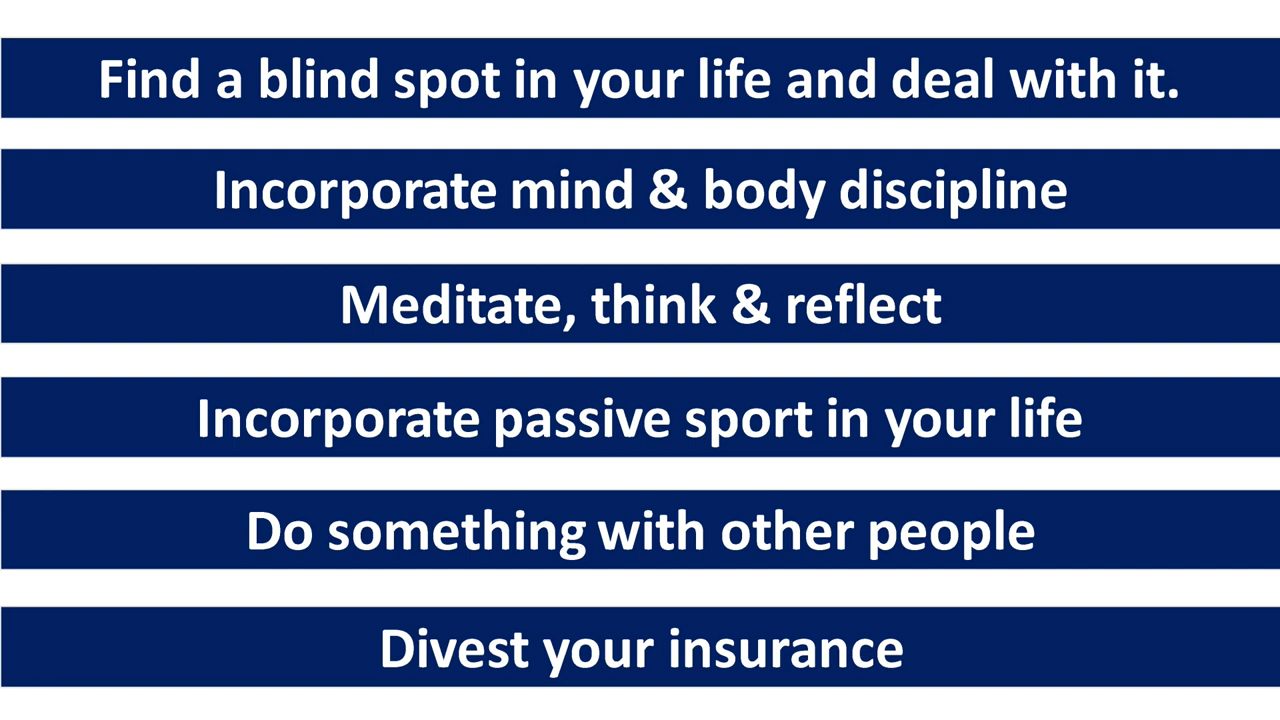 Find a blind spot in your life and deal with it.
Incorporate mind & body discipline
Meditate, think & reflect
Incorporate passive sport in your life
Do something with other people
Divest your insurance